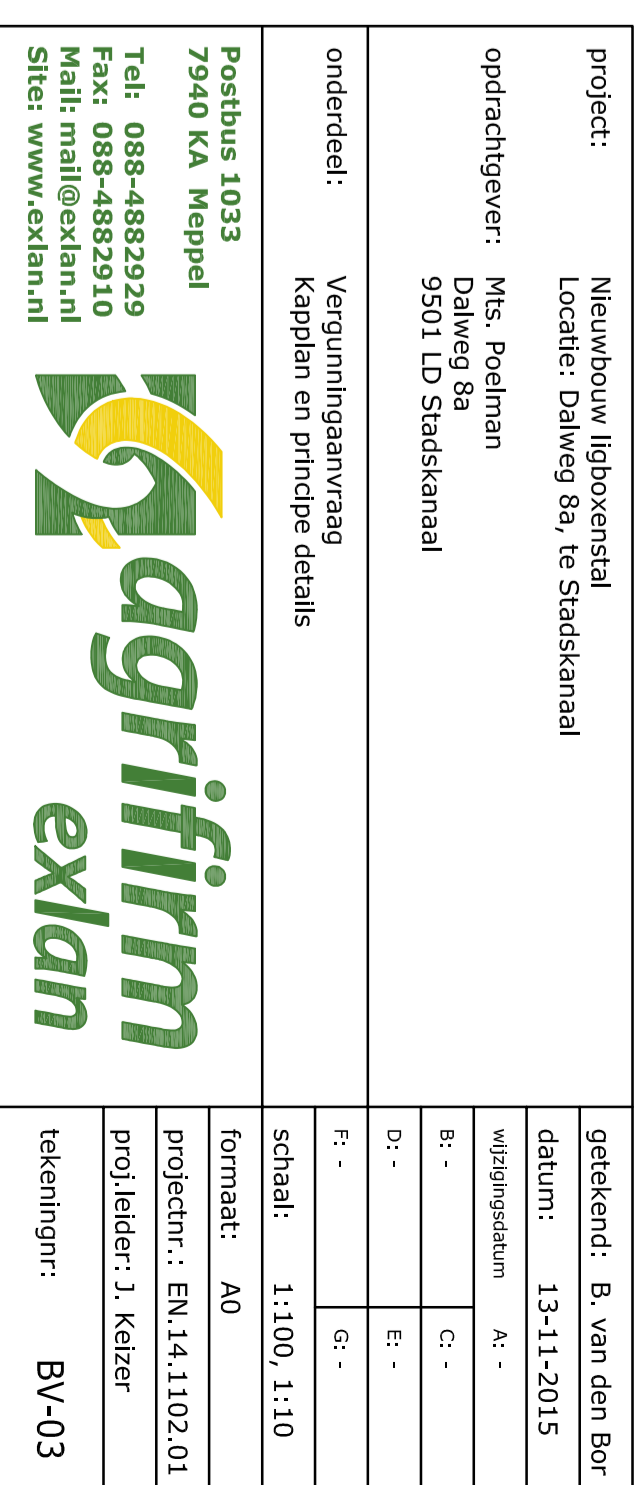 project: Nieuwbouw ligboxenstal
Locatie: Dalweg 8a, te Stadskanaal
opdrachtgever: Mts. Poelman
Dalweg 8a
9501 LD Stadskanaal
onderdeel: Vergunningaanvraag
Kapplan en principe details
Postbus 1033
7940 KA Meppel
Tel: 088-4882929
Fax: 088-4882910
Mail: mail@exlan.nl
Site: www.exlan.nl
agrifirm
exlan
getekend: B. van den Bor
datum: 13-11-2015
wijzigingsdatum A: -
B: - C: -
D: - E: -
F: - G: -
schaal: 1:100, 1:10
formaat: A0
projectnr.: EN.14.1102.01
proj.leider: J. Keizer
tekeningnr: BV-03